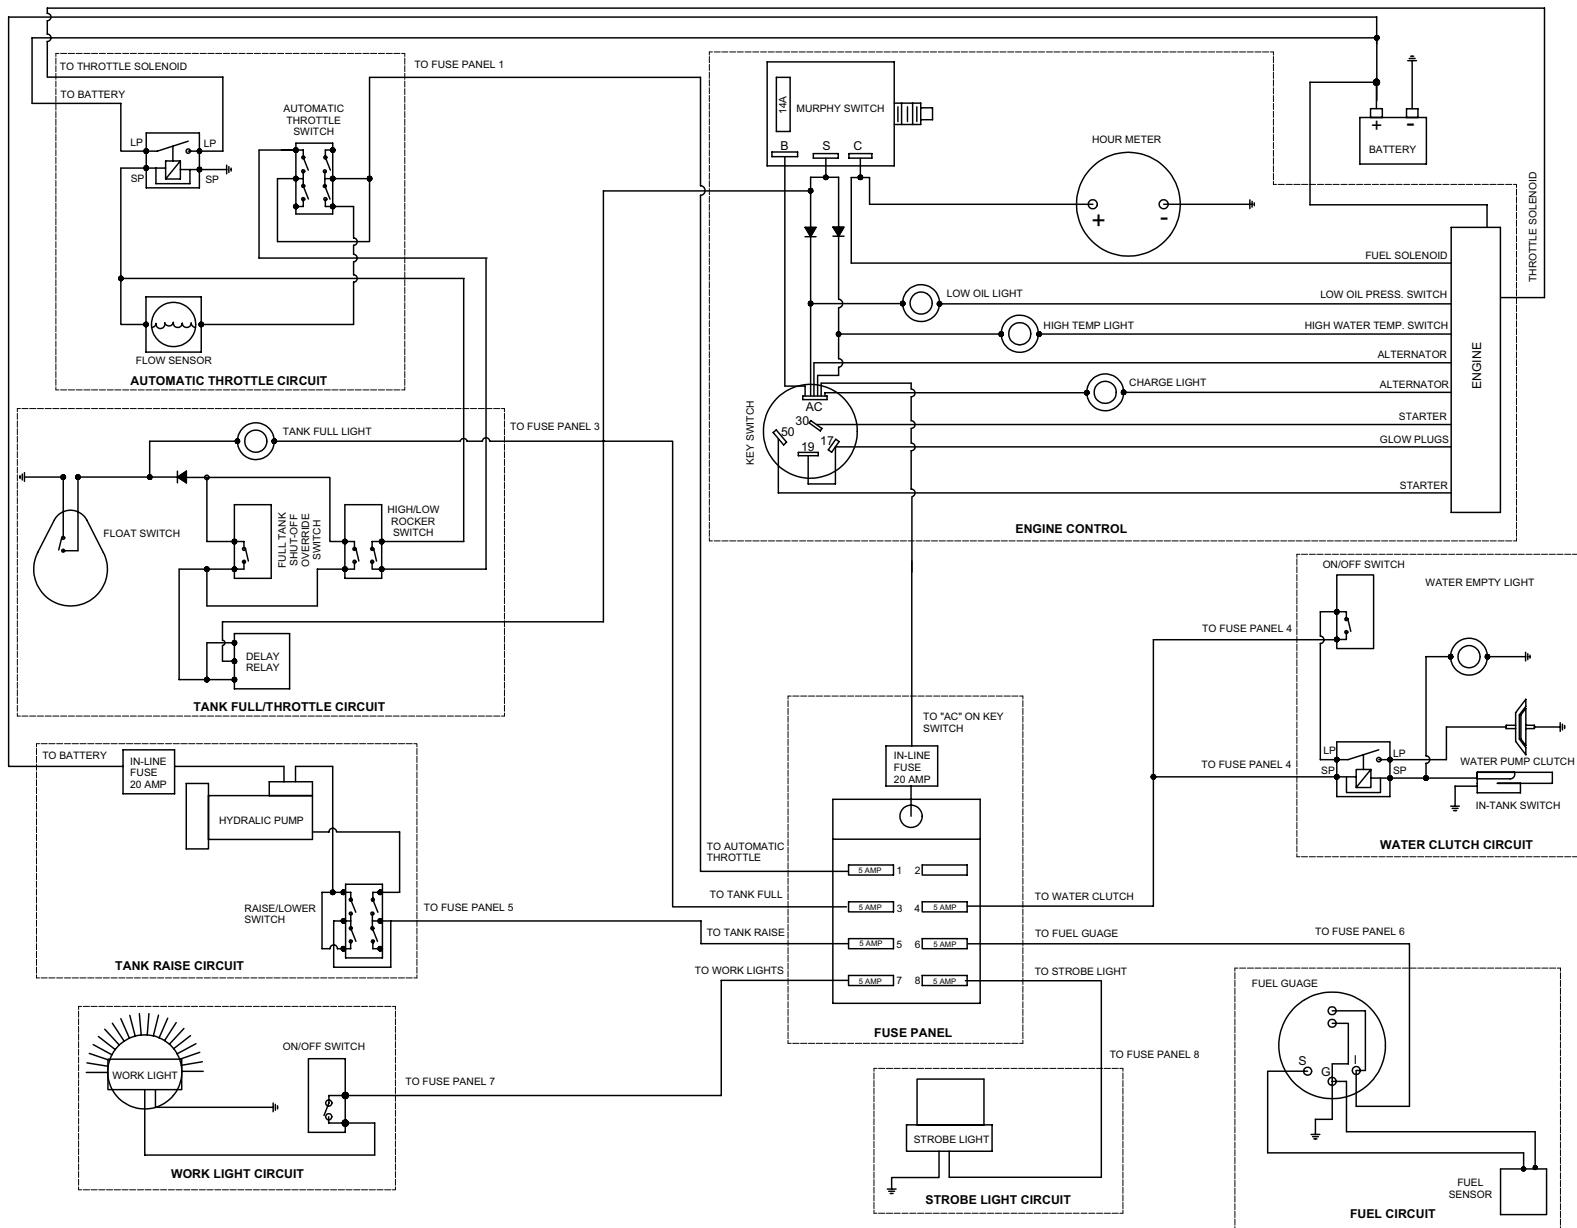 TO THROTTLE SOLENOID
TO BATTERY
LP
LP
SP
SP
AUTOMATIC
THROTTLE
SWITCH
TO FUSE PANEL 1
FLOW SENSOR
AUTOMATIC THROTTLE CIRCUIT
14A
MURPHY SWITCH
B
S
C
HOUR METER
+
-
+
-
BATTERY
THROTTLE SOLENOID
FUEL SOLENOID
LOW OIL LIGHT
LOW OIL PRESS. SWITCH
HIGH TEMP LIGHT
HIGH WATER TEMP. SWITCH
ALTERNATOR
CHARGE LIGHT
ALTERNATOR
STARTER
GLOW PLUGS
STARTER
ENGINE
KEY SWITCH
AC
30
50
17
19
ENGINE CONTROL
TANK FULL LIGHT
TO FUSE PANEL 3
FLOAT SWITCH
FULL TANK
SHUT-OFF
OVERRIDE
SWITCH
HIGH/LOW
ROCKER
SWITCH
DELAY
RELAY
TANK FULL/THROTTLE CIRCUIT
ON/OFF SWITCH
WATER EMPTY LIGHT
TO FUSE PANEL 4
TO FUSE PANEL 4
LP
LP
SP
SP
WATER PUMP CLUTCH
IN-TANK SWITCH
WATER CLUTCH CIRCUIT
TO BATTERY
IN-LINE
FUSE
20 AMP
HYDRALIC PUMP
RAISE/LOWER
SWITCH
TO FUSE PANEL 5
TANK RAISE CIRCUIT
TO "AC" ON KEY
SWITCH
IN-LINE
FUSE
20 AMP
TO AUTOMATIC
THROTTLE
5 AMP 1 2
TO TANK FULL
5 AMP 3 4 5 AMP
TO WATER CLUTCH
TO TANK RAISE
5 AMP 5 6 5 AMP
TO FUEL GUAGE
TO WORK LIGHTS
5 AMP 7 8 5 AMP
TO STROBE LIGHT
FUSE PANEL
TO FUSE PANEL 6
WORK LIGHT
ON/OFF SWITCH
TO FUSE PANEL 7
WORK LIGHT CIRCUIT
TO FUSE PANEL 8
STROBE LIGHT
STROBE LIGHT CIRCUIT
FUEL GUAGE
S
G
I
FUEL
SENSOR
FUEL CIRCUIT